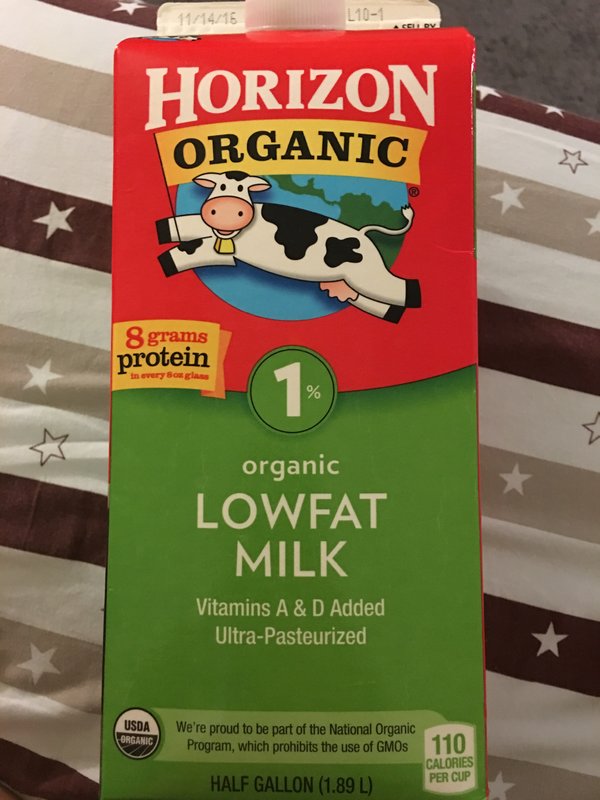 11/14/16 L10-1
▲ SELL BY
HORIZON
ORGANIC
®
8 grams
protein
in every 8 oz glass
1%
organic
LOWFAT
MILK
Vitamins A & D Added
Ultra-Pasteurized
USDA
ORGANIC
We're proud to be part of the National Organic
Program, which prohibits the use of GMOs
110
CALORIES
PER CUP
HALF GALLON (1.89 L)